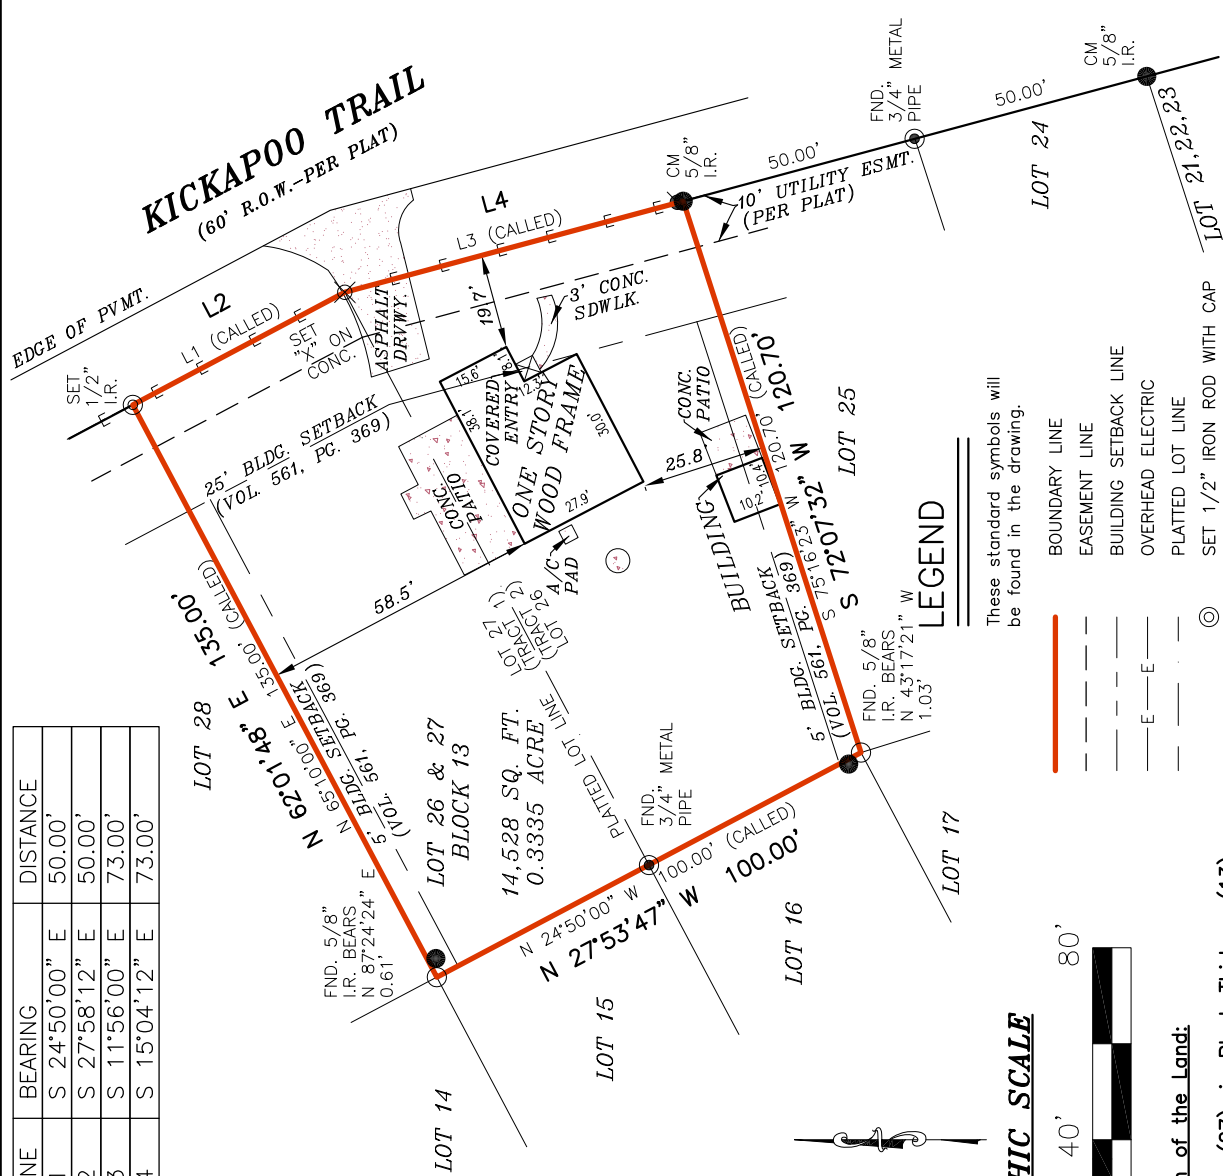 KICKAPOO TRAIL
(60' R.O.W.-PER PLAT)
EDGE OF PVMT.
L2
L1 (CALLED)
L4
L3 (CALLED)
SET
1/2"
I.R.
SET
"X" ON
CONC.
ASPHALT
DRVWY.
19.7'
3' CONC.
SDWLK.
CM
5/8"
I.R.
50.00'
10' UTILITY ESMT.
(PER PLAT)
FND.
3/4" METAL
PIPE
50.00'
CM
5/8"
I.R.
LOT 24
LOT 21,22,23
25' BLDG. SETBACK
(VOL. 561, PG. 369)
15.6'
8.1'
12.3'
38.1'
30.0'
27.9'
COVERED
ENTRY
ONE STORY
WOOD FRAME
CONC.
PATIO
CONC.
PATIO
A/C
PAD
58.5'
25.8
BUILDING
10.2'
10.4'
120.70' (CALLED)
S 75°16'23" W
S 72°07'32" W 120.70'
LOT 25
5' BLDG. SETBACK
(VOL. 561, PG. 369)
LOT 28
N 62°01'48" E 135.00'
N 65°10'00" E 135.00' (CALLED)
5' BLDG. SETBACK
(VOL. 561, PG. 369)
LOT 27
(TRACT 1)
(TRACT 2)
LOT 26
PLATTED LOT LINE
LOT 26 & 27
BLOCK 13
14,528 SQ. FT.
0.3335 ACRE
FND.
3/4" METAL
PIPE
FND. 5/8"
I.R. BEARS
N 87°24'24" E
0.61'
FND. 5/8"
I.R. BEARS
N 43°17'21" W
1.03'
N 24°50'00" W 100.00' (CALLED)
N 27°53'47" W 100.00'
LOT 14
LOT 15
LOT 16
LOT 17
NE BEARING DISTANCE
1 S 24°50'00" E 50.00'
2 S 27°58'12" E 50.00'
3 S 11°56'00" E 73.00'
4 S 15°04'12" E 73.00'
LEGEND
These standard symbols will
be found in the drawing.
BOUNDARY LINE
EASEMENT LINE
BUILDING SETBACK LINE
E E OVERHEAD ELECTRIC
PLATTED LOT LINE
SET 1/2" IRON ROD WITH CAP
HIC SCALE
40' 80'
of the Land: